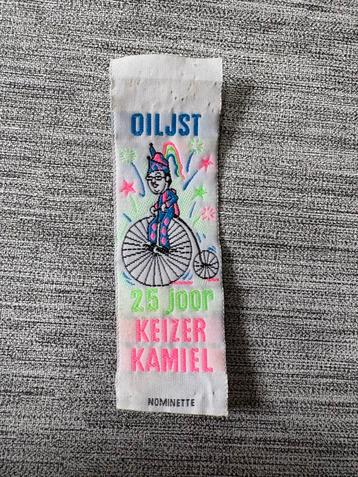 OILJST
25 joor
KEIZER
KAMIEL
NOMINETTE